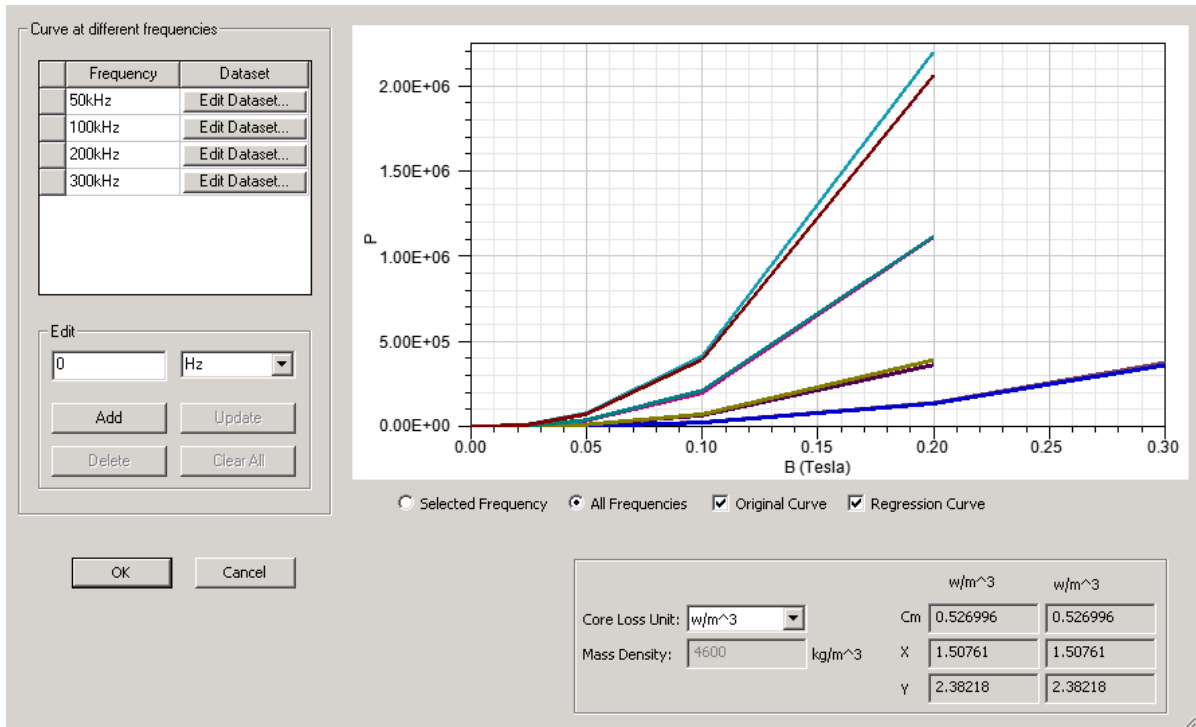 Curve at different frequencies
Frequency Dataset
50kHz Edit Dataset...
100kHz Edit Dataset...
200kHz Edit Dataset...
300kHz Edit Dataset...
Edit
0 Hz
Add Update
Delete Clear All
OK Cancel
P
2.00E+06
1.50E+06
1.00E+06
5.00E+05
0.00E+00
0.00 0.05 0.10 0.15 0.20 0.25 0.30
B (Tesla)
Selected Frequency All Frequencies Original Curve Regression Curve
w/m^3 w/m^3
Core Loss Unit: w/m^3 Cm 0.526996 0.526996
Mass Density: 4600 kg/m^3 X 1.50761 1.50761
Y 2.38218 2.38218